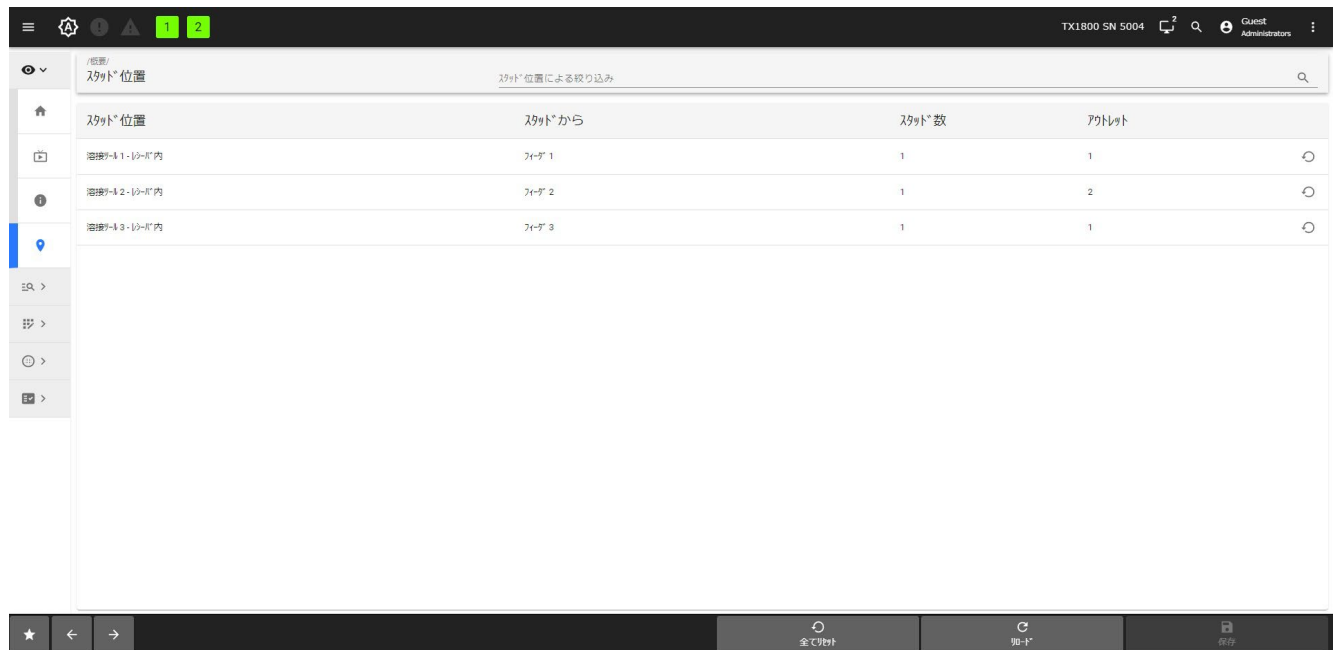 1 2
TX1800 SN 5004 2 Guest
Administrators
/概要/
ｽﾀｯﾄﾞ位置
ｽﾀｯﾄﾞ位置による絞り込み
ｽﾀｯﾄﾞ位置 ｽﾀｯﾄﾞから ｽﾀｯﾄﾞ数 ｱｳﾄﾚｯﾄ
溶接ﾂｰﾙ 1 - ﾚｼｰﾊﾞ内 ﾌｨｰﾀﾞ 1 1 1
溶接ﾂｰﾙ 2 - ﾚｼｰﾊﾞ内 ﾌｨｰﾀﾞ 2 1 2
溶接ﾂｰﾙ 3 - ﾚｼｰﾊﾞ内 ﾌｨｰﾀﾞ 3 1 1
全てﾘｾｯﾄ ﾘﾛｰﾄﾞ 保存